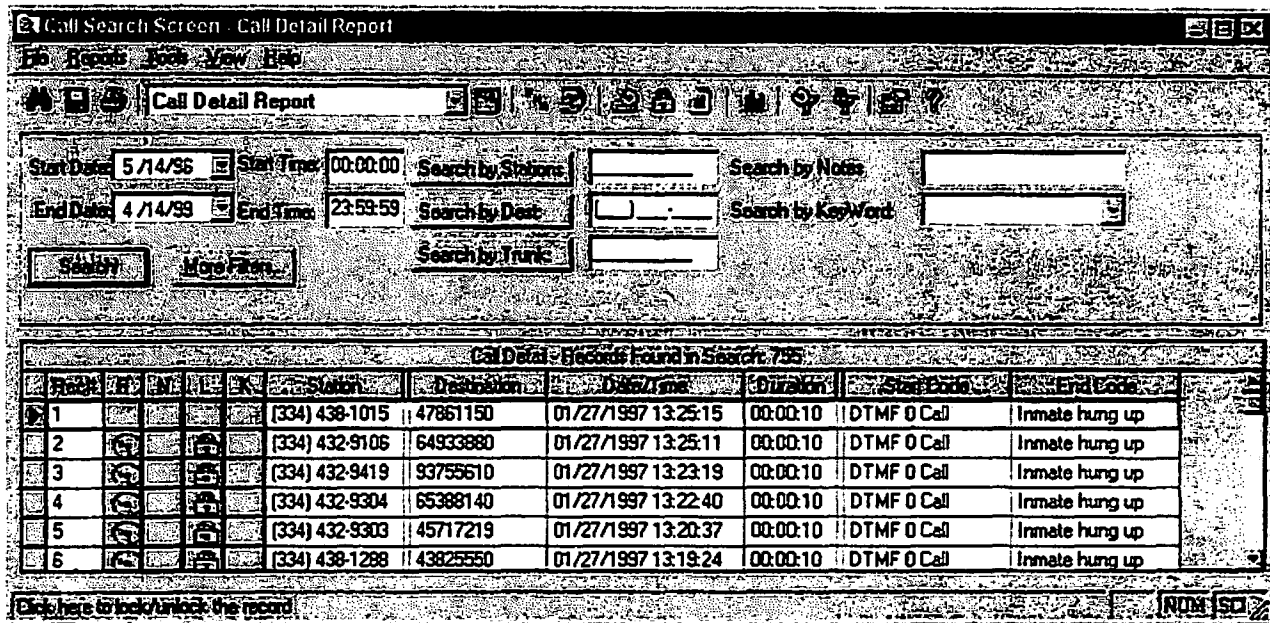 Call Search Screen - Call Detail Report
File Reports Tools View Help
Call Detail Report
Start Date: 5 /14/96 Start Time: 00:00:00 Search by Stations Search by Notes
End Date: 4 /14/99 End Time: 23:59:59 Search by Dest: (__)___-____ Search by KeyWord:
Search More Filters... Search by Trunk:
Call Detail - Records Found in Search: 755
Rec# R N L K Station Destination Date/Time Duration Start Code End Code
1 (334) 438-1015 47861150 01/27/1997 13:25:15 00:00:10 DTMF 0 Call Inmate hung up
2 (334) 432-9106 64933880 01/27/1997 13:25:11 00:00:10 DTMF 0 Call Inmate hung up
3 (334) 432-9419 93755610 01/27/1997 13:23:19 00:00:10 DTMF 0 Call Inmate hung up
4 (334) 432-9304 65388140 01/27/1997 13:22:40 00:00:10 DTMF 0 Call Inmate hung up
5 (334) 432-9303 45717219 01/27/1997 13:20:37 00:00:10 DTMF 0 Call Inmate hung up
6 (334) 438-1288 43825550 01/27/1997 13:19:24 00:00:10 DTMF 0 Call Inmate hung up
Click here to lock/unlock the record NUM